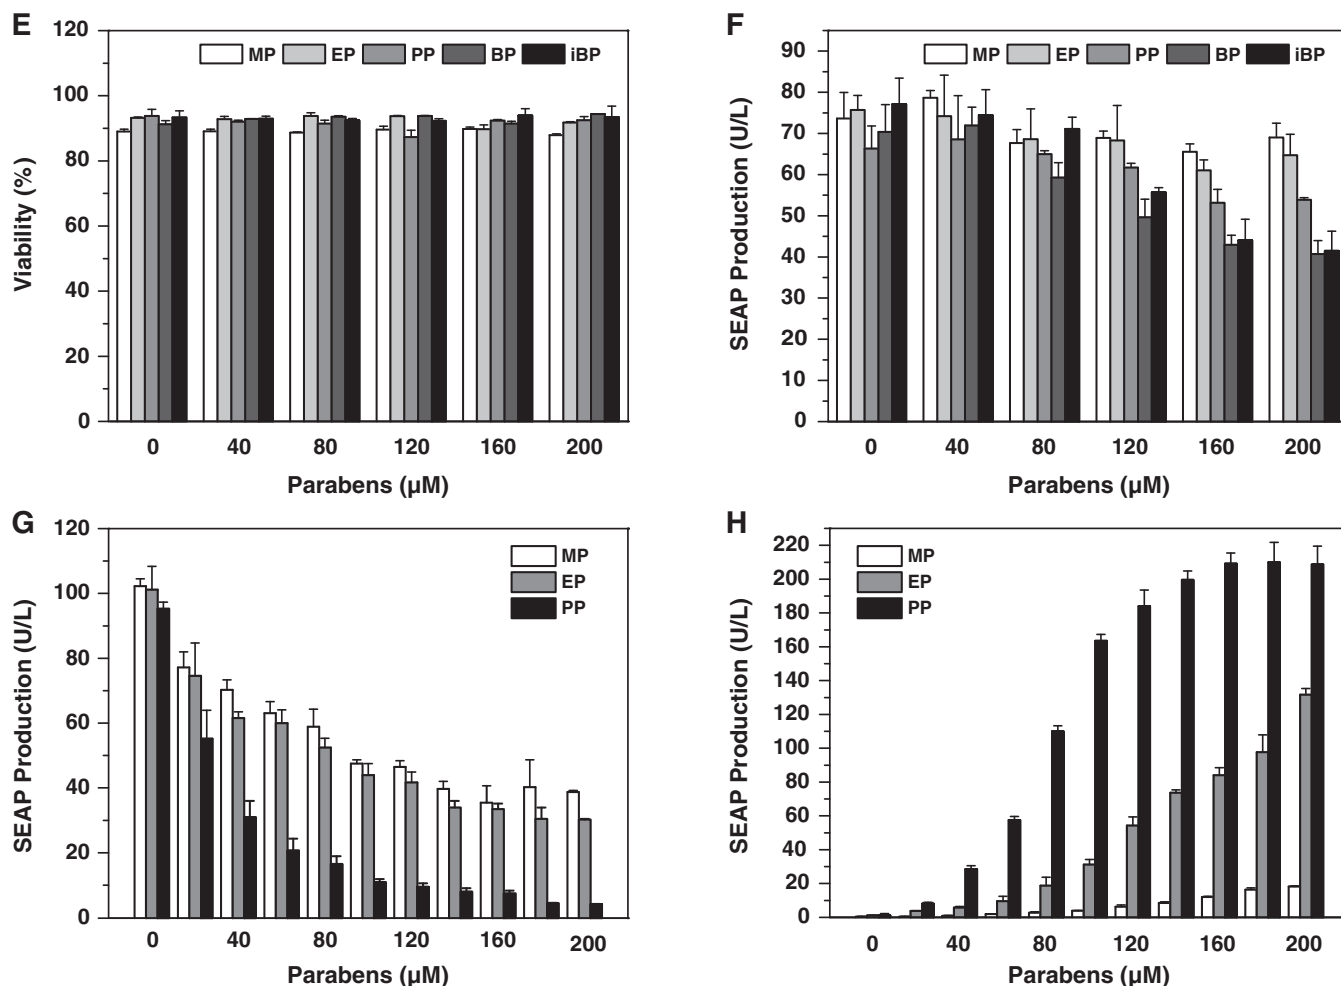 E
120
100
80
60
40
20
0
Viability (%)
MP EP PP BP iBP
0 40 80 120 160 200
Parabens (µM)
F
90
80
70
60
50
40
30
20
10
0
SEAP Production (U/L)
MP EP PP BP iBP
0 40 80 120 160 200
Parabens (µM)
G
120
100
80
60
40
20
0
SEAP Production (U/L)
MP
EP
PP
0 40 80 120 160 200
Parabens (µM)
H
220
200
180
160
140
120
100
80
60
40
20
0
SEAP Production (U/L)
MP
EP
PP
0 40 80 120 160 200
Parabens (µM)